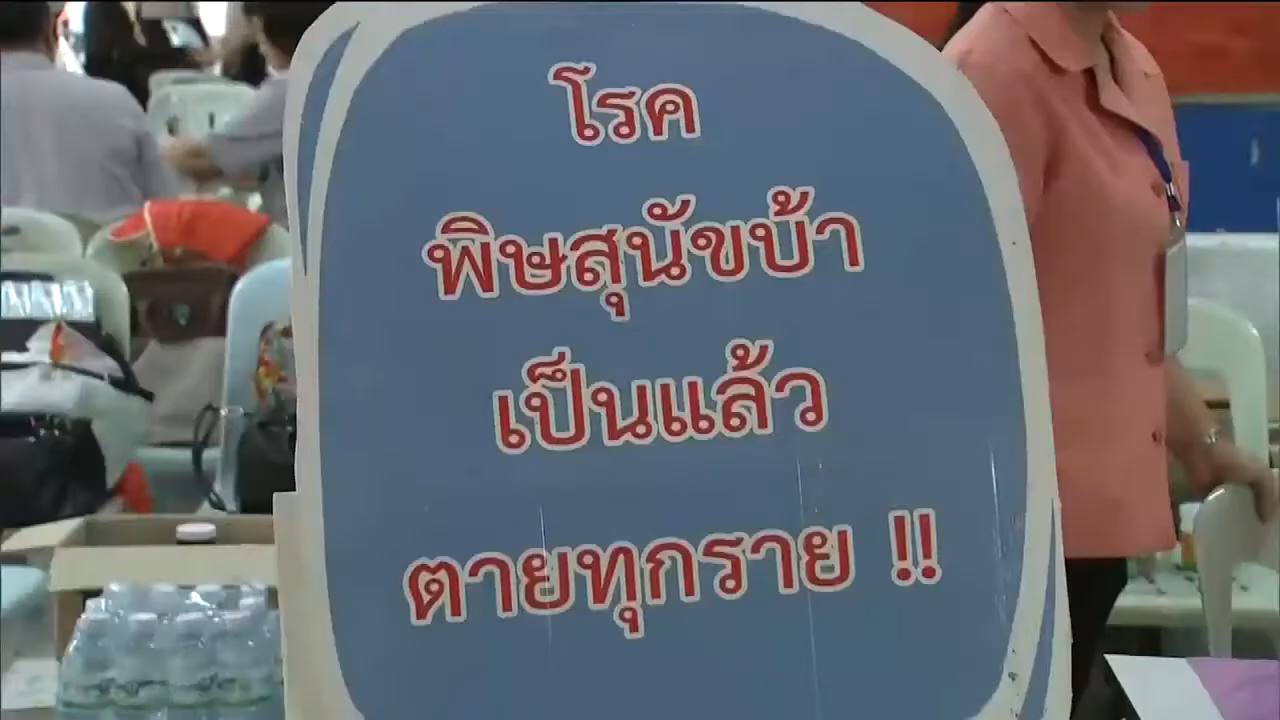 โรค
พิษสุนัขบ้า
เป็นแล้ว
ตายทุกราย !!